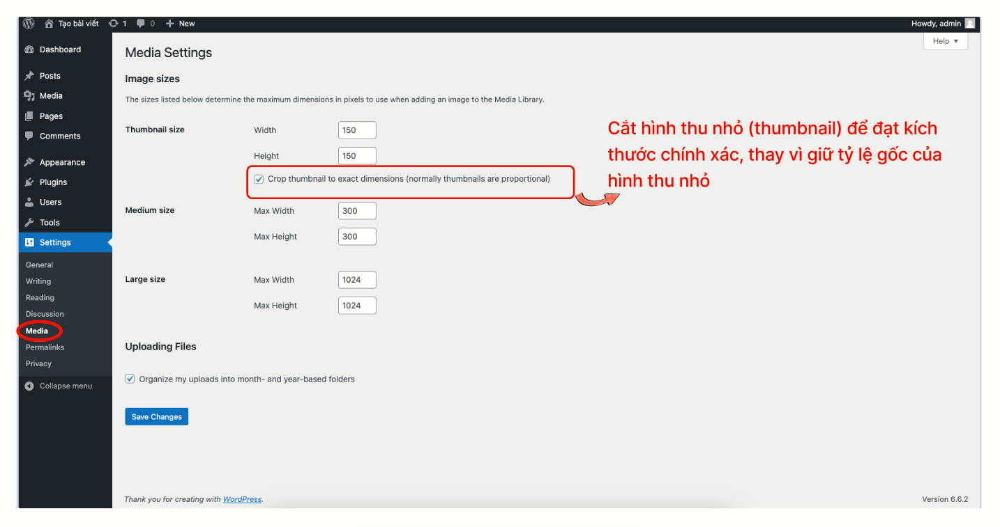 Tạo bài viết 1 0 New Howdy, admin
Help
Dashboard
Posts
Media
Pages
Comments
Appearance
Plugins
Users
Tools
Settings
General
Writing
Reading
Discussion
Media
Permalinks
Privacy
Collapse menu
Media Settings
Image sizes
The sizes listed below determine the maximum dimensions in pixels to use when adding an image to the Media Library.
Thumbnail size Width 150
Height 150
Crop thumbnail to exact dimensions (normally thumbnails are proportional)
Medium size Max Width 300
Max Height 300
Large size Max Width 1024
Max Height 1024
Uploading Files
Organize my uploads into month- and year-based folders
Save Changes
Cắt hình thu nhỏ (thumbnail) để đạt kích
thước chính xác, thay vì giữ tỷ lệ gốc của
hình thu nhỏ
Thank you for creating with WordPress. Version 6.6.2